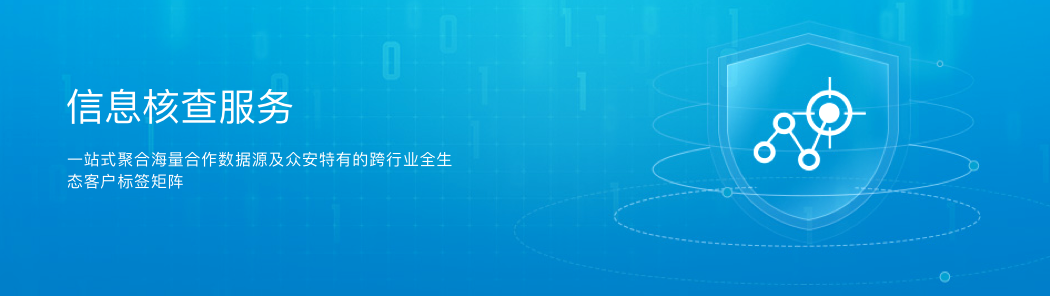 信息核查服务
一站式聚合海量合作数据源及众安特有的跨行业全生
态客户标签矩阵